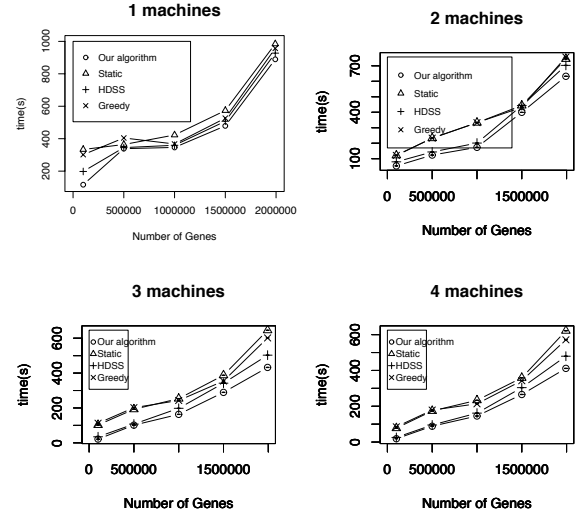 1 machines
time(s)
1000
800
600
400
200
Our algorithm
Static
HDSS
Greedy
0 500000 1000000 1500000 2000000
Number of Genes
2 machines
time(s)
700
400
100
Our algorithm
Static
HDSS
Greedy
0 500000 1500000
Number of Genes
3 machines
time(s)
600
400
200
0
Our algorithm
Static
HDSS
Greedy
0 500000 1500000
Number of Genes
4 machines
time(s)
600
400
200
0
Our algorithm
Static
HDSS
Greedy
0 500000 1500000
Number of Genes